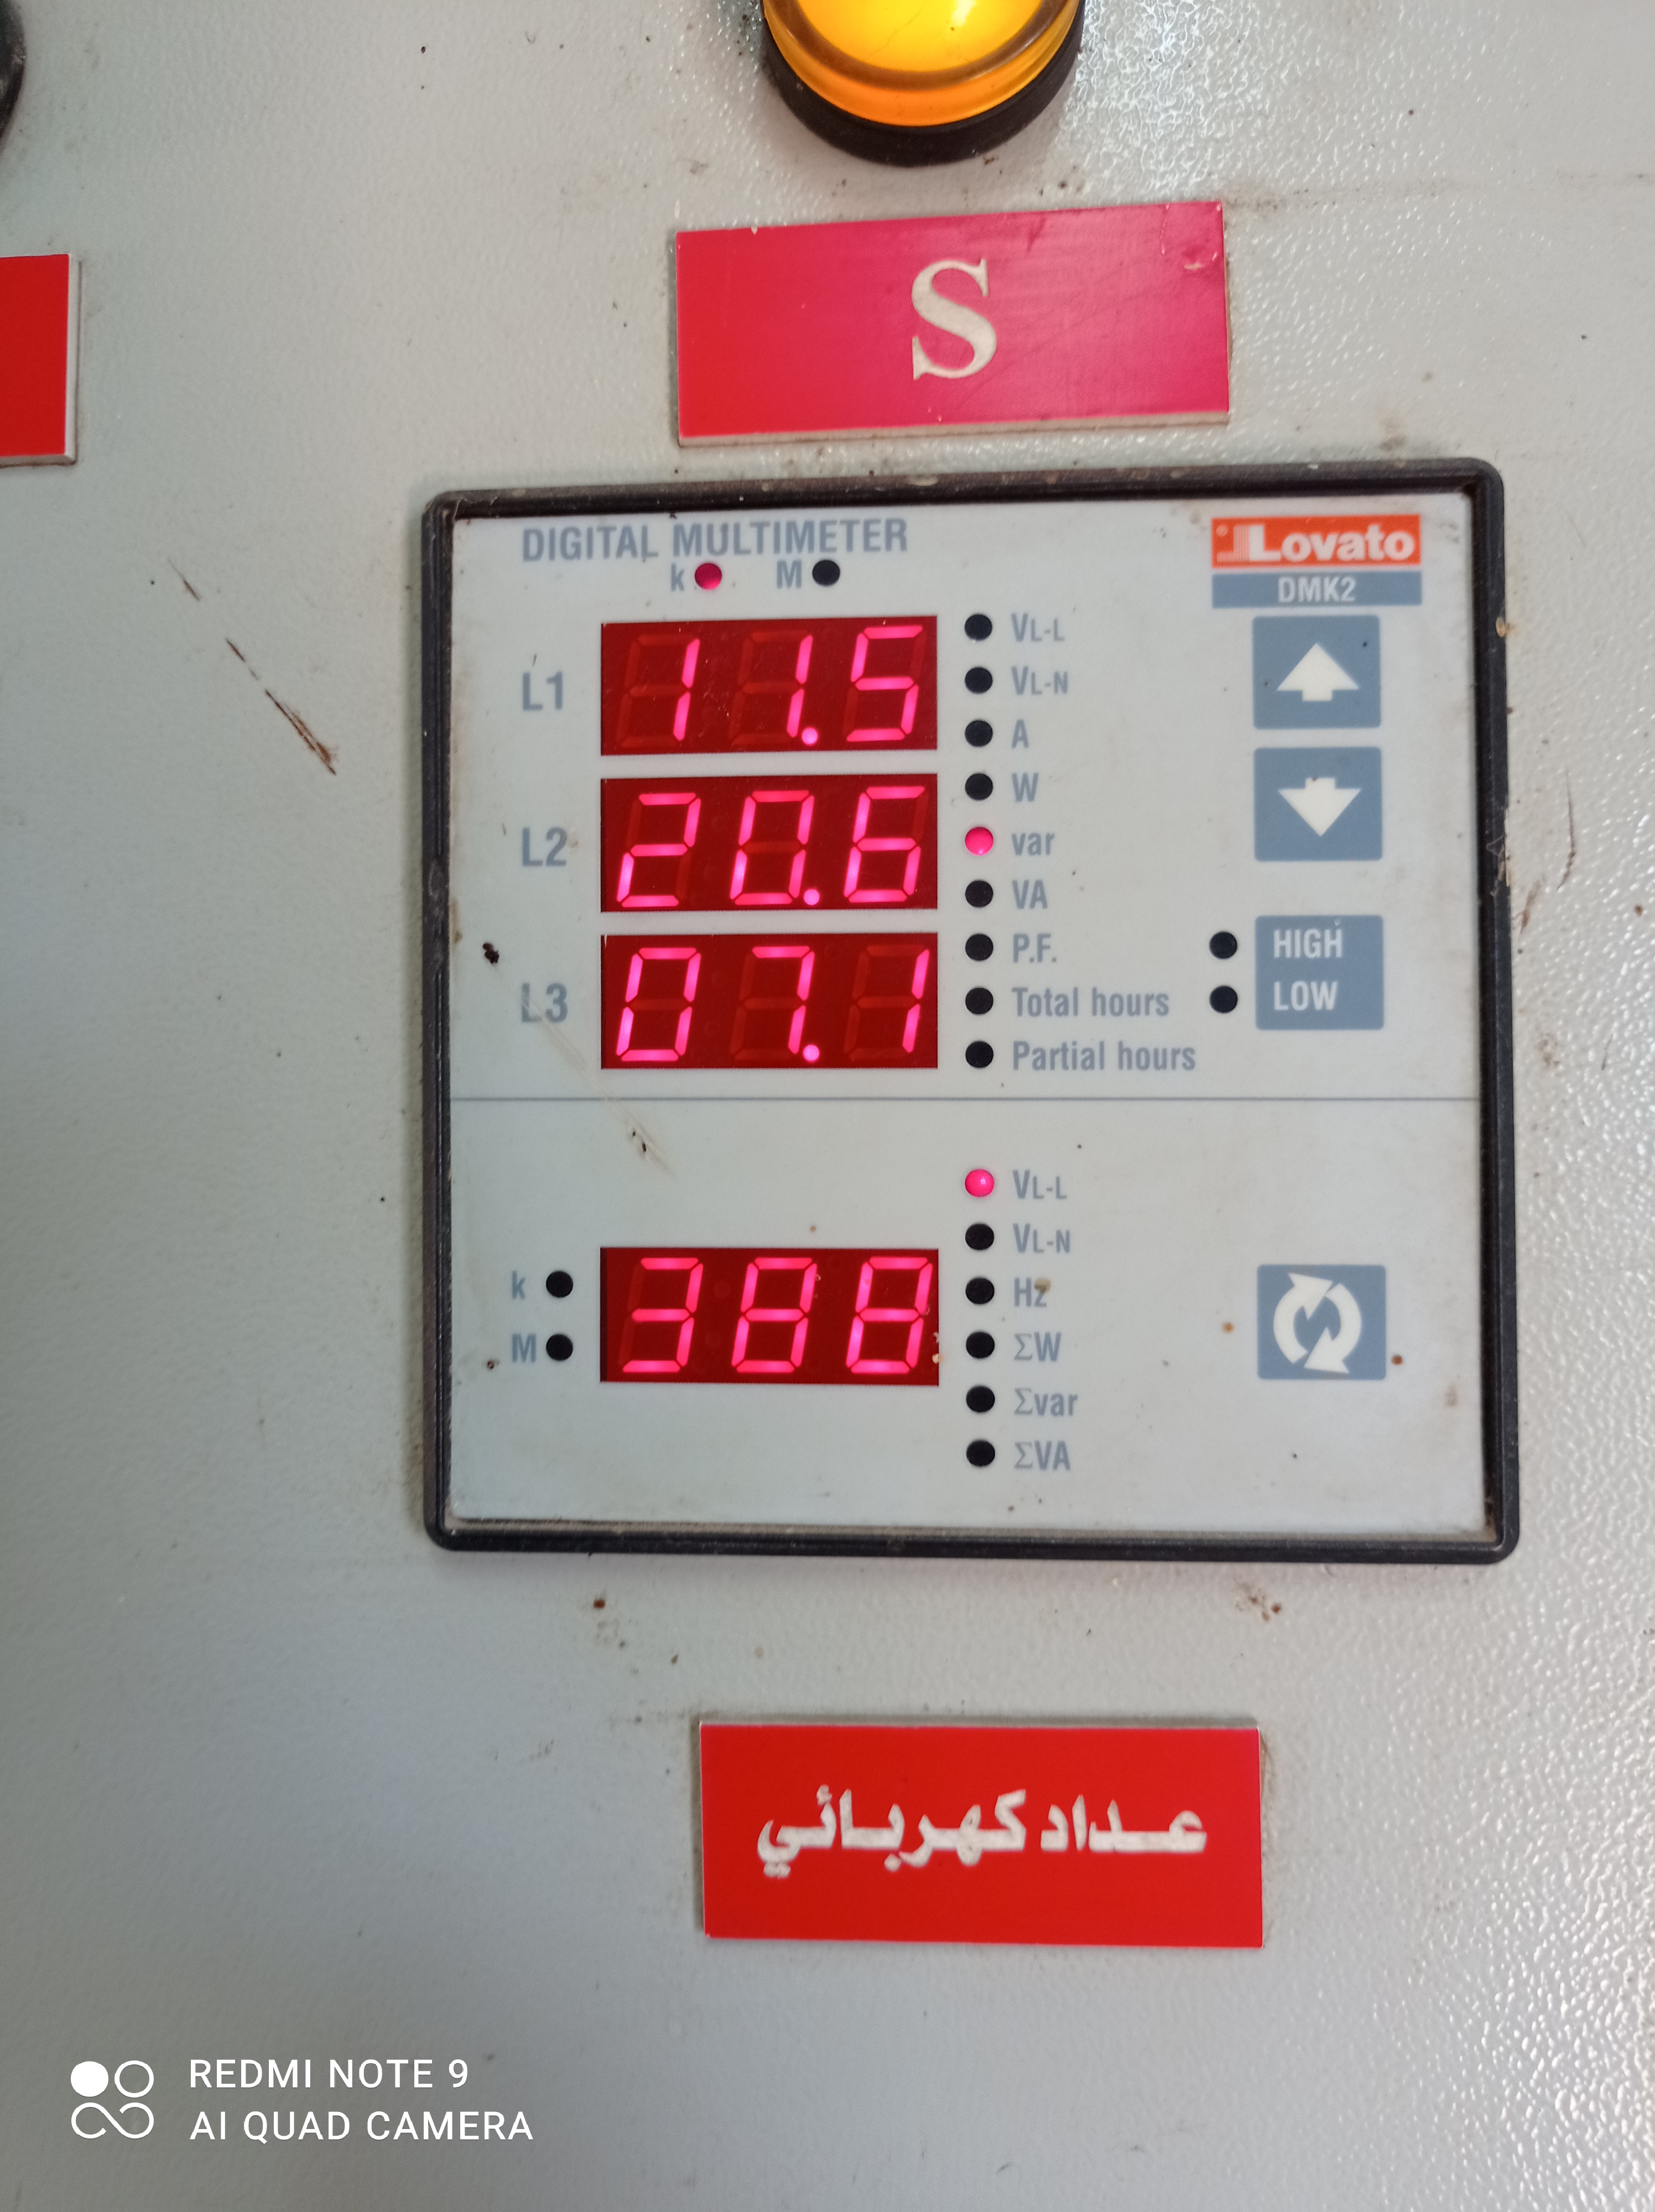 S
DIGITAL MULTIMETER
Lovato
DMK2
k M
L1 11.5
L2 20.6
L3 07.1
VL-L
VL-N
A
W
var
VA
P.F.
Total hours
Partial hours
HIGH
LOW
k
M
388
VL-L
VL-N
Hz
ΣW
Σvar
ΣVA
عداد كهربائي
REDMI NOTE 9
AI QUAD CAMERA